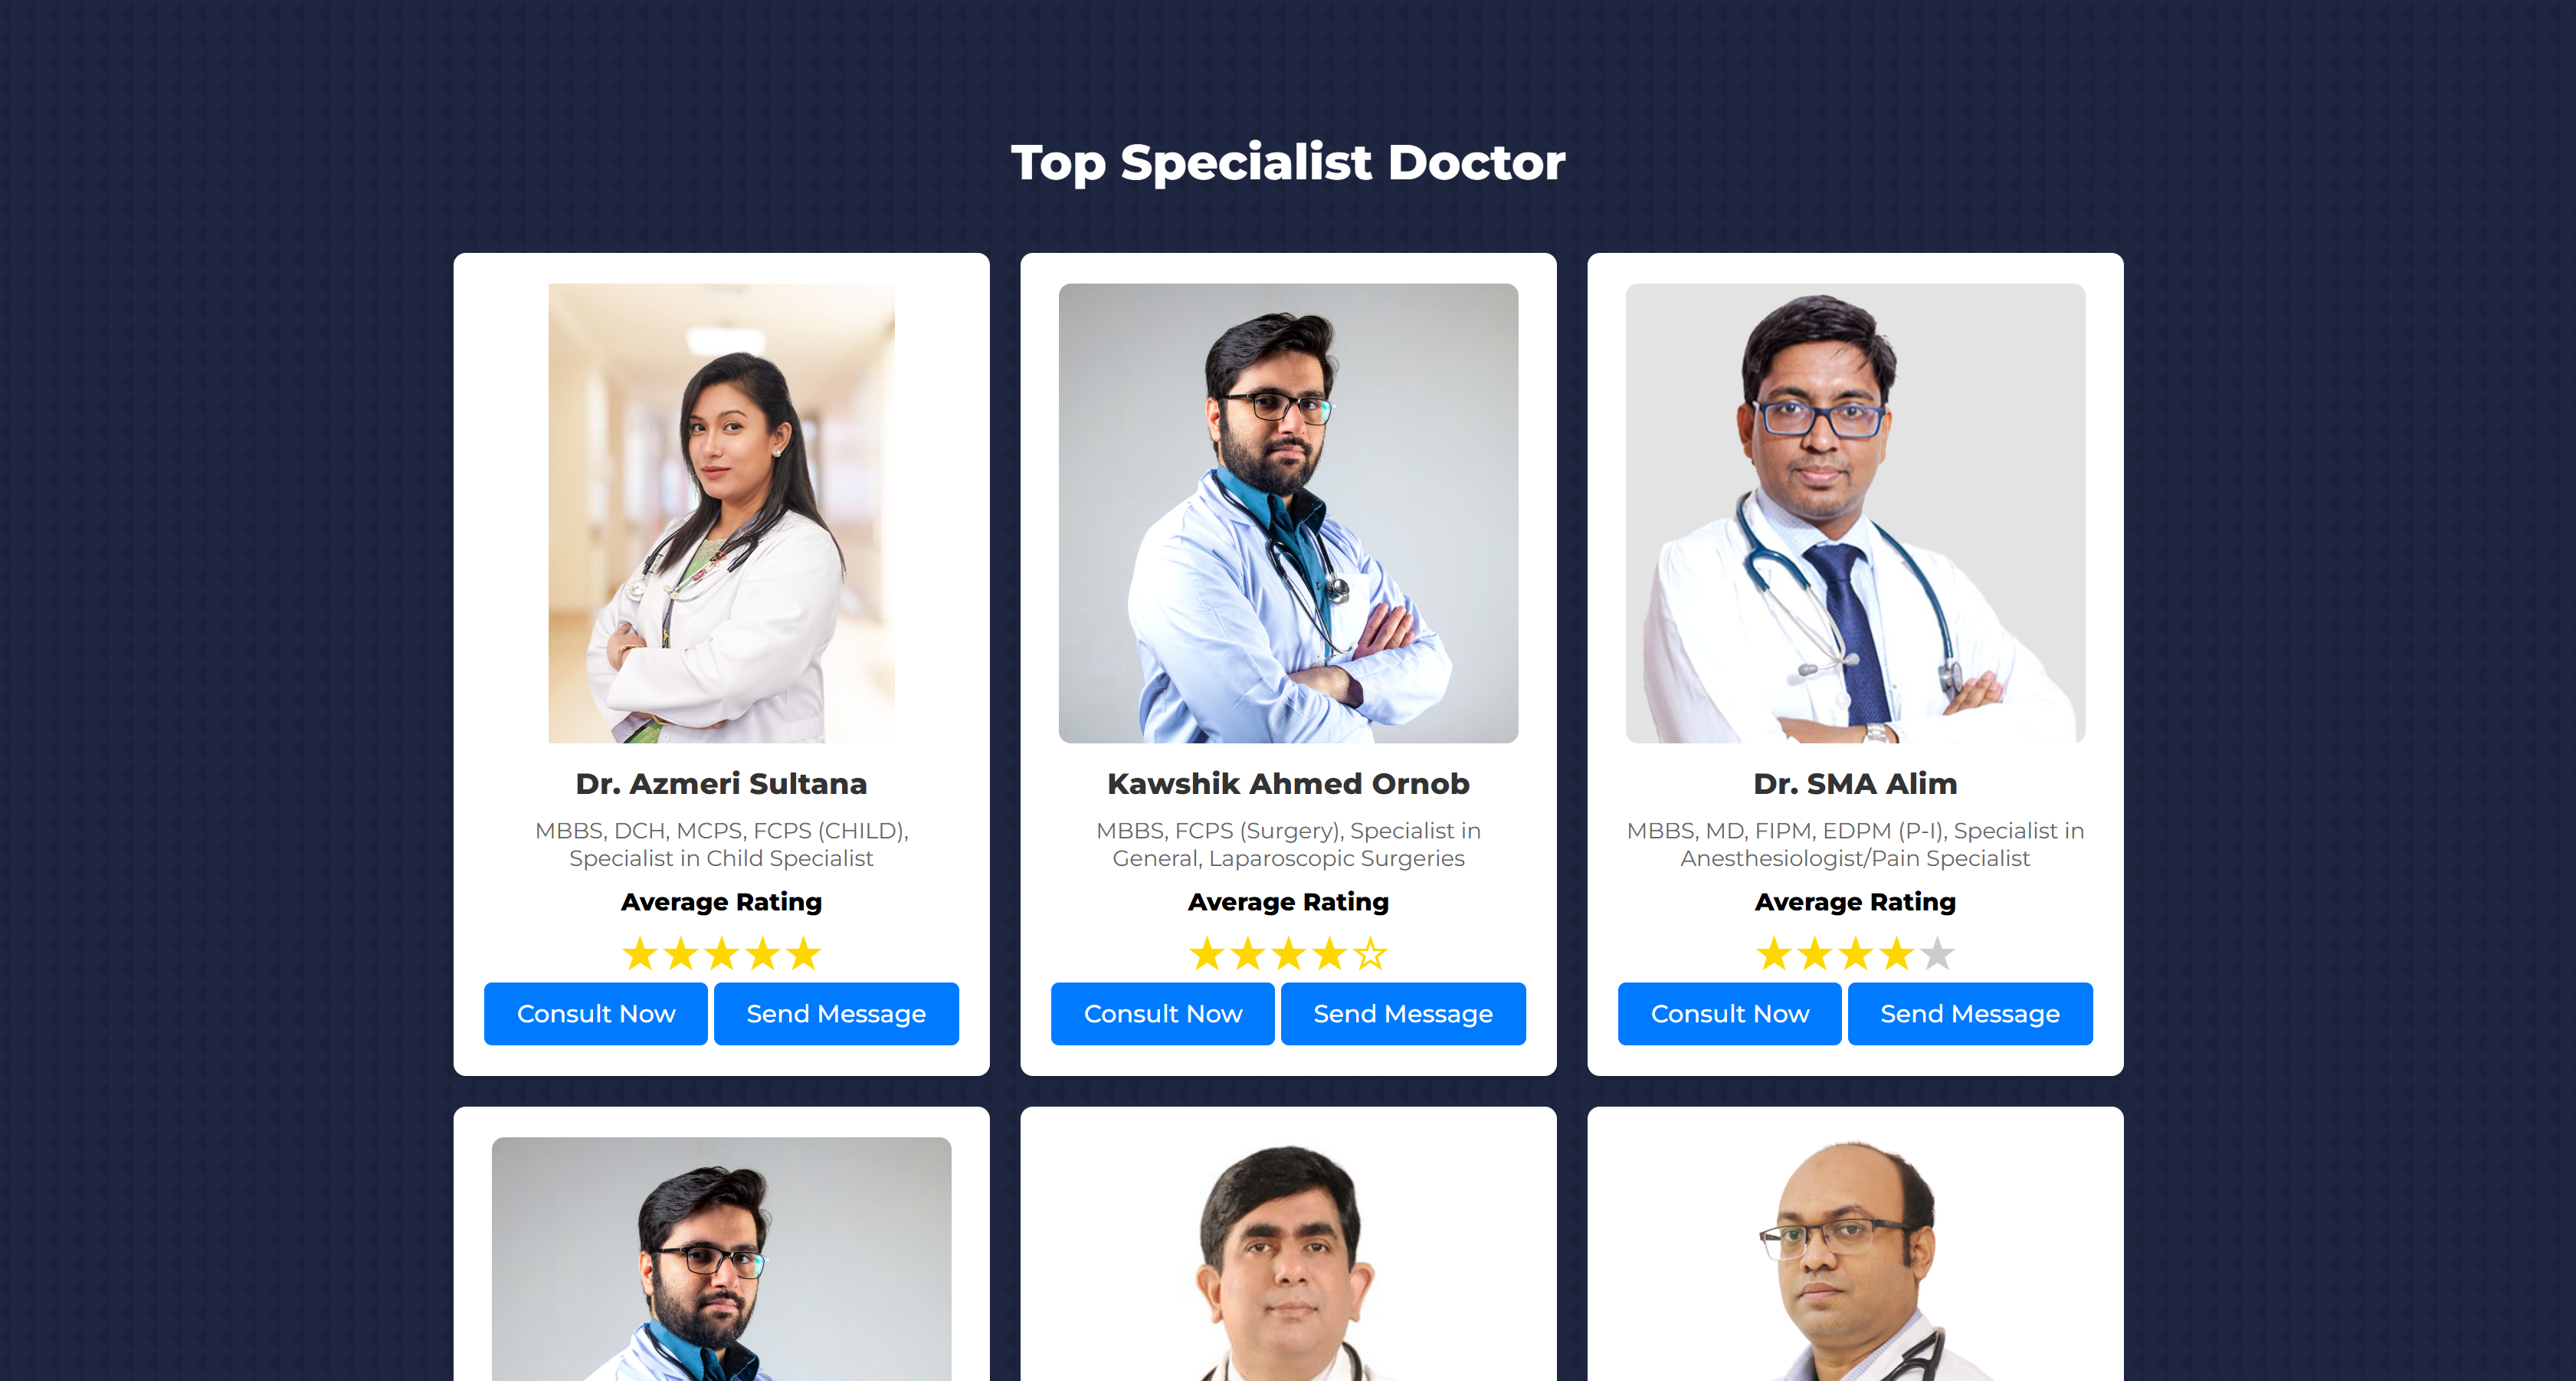 Top Specialist Doctor
Dr. Azmeri Sultana
MBBS, DCH, MCPS, FCPS (CHILD),
Specialist in Child Specialist
Average Rating
Consult Now
Send Message
Kawshik Ahmed Ornob
MBBS, FCPS (Surgery), Specialist in
General, Laparoscopic Surgeries
Average Rating
Consult Now
Send Message
Dr. SMA Alim
MBBS, MD, FIPM, EDPM (P-I), Specialist in
Anesthesiologist/Pain Specialist
Average Rating
Consult Now
Send Message